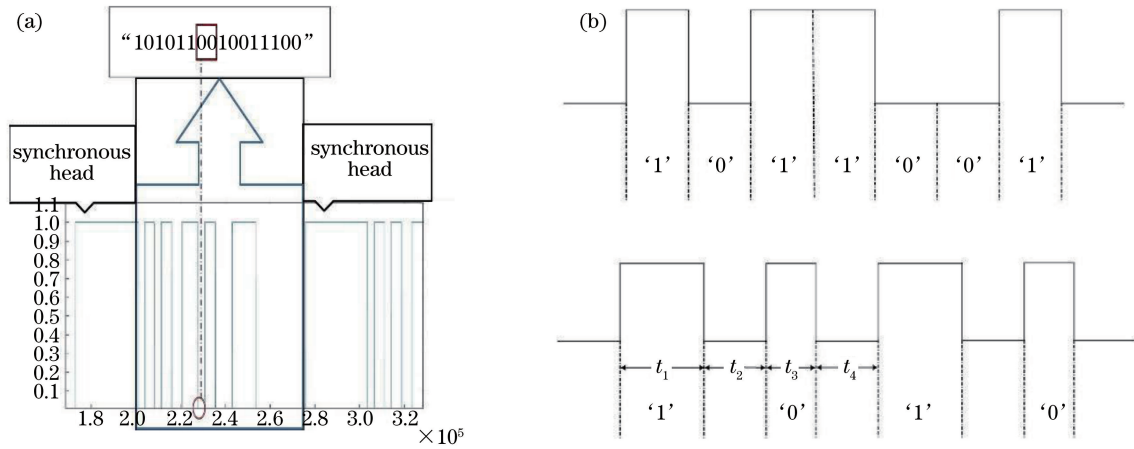 (a)
“1010110010011100”
synchronous
head
synchronous
head
1.1
1.0
0.9
0.8
0.7
0.6
0.5
0.4
0.3
0.2
0.1
1.8 2.0 2.2 2.4 2.6 2.8 3.0 3.2
×10⁵
(b)
‘1’ ‘0’ ‘1’ ‘1’ ‘0’ ‘0’ ‘1’
t₁ t₂ t₃ t₄
‘1’ ‘0’ ‘1’ ‘0’